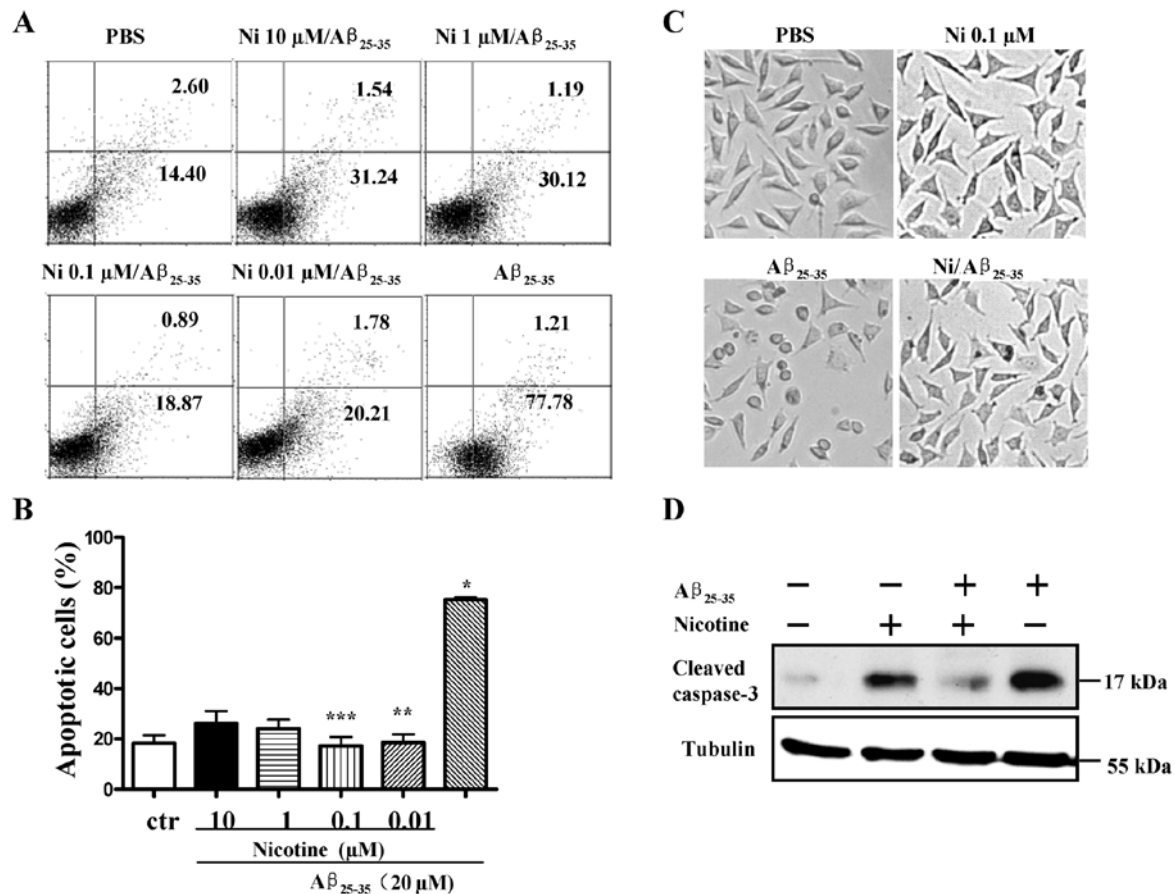 A
PBS
Ni 10 μM/Aβ25-35
Ni 1 μM/Aβ25-35
2.60
14.40
1.54
31.24
1.19
30.12
Ni 0.1 μM/Aβ25-35
Ni 0.01 μM/Aβ25-35
Aβ25-35
0.89
18.87
1.78
20.21
1.21
77.78
B
Apoptotic cells (%)
100
80
60
40
20
0
***
**
*
ctr 10 1 0.1 0.01
Nicotine (μM)
Aβ25-35 (20 μM)
C
PBS
Ni 0.1 μM
Aβ25-35
Ni/Aβ25-35
D
Aβ25-35 − − + +
Nicotine − + + −
Cleaved
caspase-3
17 kDa
Tubulin
55 kDa